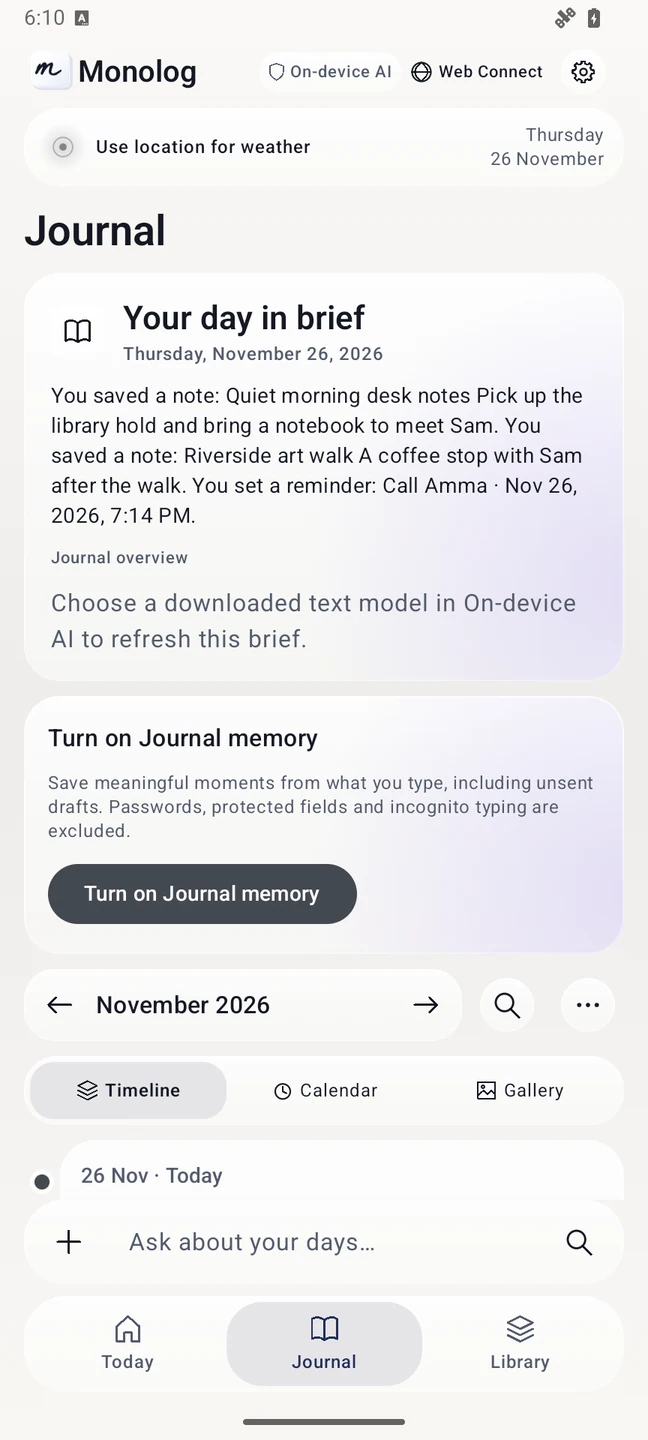 6:10
Monolog
On-device AI
Web Connect
Use location for weather
Thursday
26 November
Journal
Your day in brief
Thursday, November 26, 2026
You saved a note: Quiet morning desk notes Pick up the
library hold and bring a notebook to meet Sam. You
saved a note: Riverside art walk A coffee stop with Sam
after the walk. You set a reminder: Call Amma · Nov 26,
2026, 7:14 PM.
Journal overview
Choose a downloaded text model in On-device
AI to refresh this brief.
Turn on Journal memory
Save meaningful moments from what you type, including unsent
drafts. Passwords, protected fields and incognito typing are
excluded.
Turn on Journal memory
November 2026
Timeline
Calendar
Gallery
26 Nov · Today
Ask about your days...
Today
Journal
Library